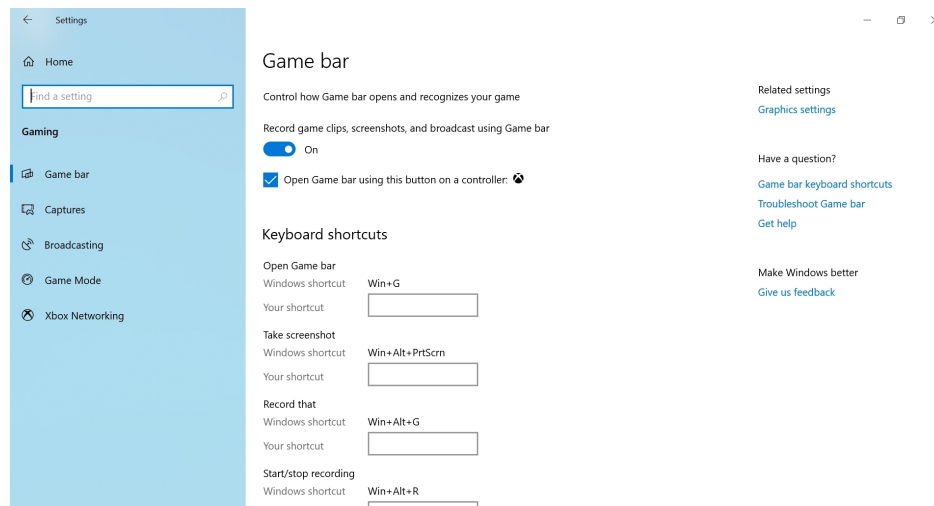 Settings
Home
Find a setting
Gaming
Game bar
Captures
Broadcasting
Game Mode
Xbox Networking
Game bar
Control how Game bar opens and recognizes your game
Record game clips, screenshots, and broadcast using Game bar
On
Open Game bar using this button on a controller:
Keyboard shortcuts
Open Game bar
Windows shortcut Win+G
Your shortcut
Take screenshot
Windows shortcut Win+Alt+PrtScrn
Your shortcut
Record that
Windows shortcut Win+Alt+G
Your shortcut
Start/stop recording
Windows shortcut Win+Alt+R
Related settings
Graphics settings
Have a question?
Game bar keyboard shortcuts
Troubleshoot Game bar
Get help
Make Windows better
Give us feedback